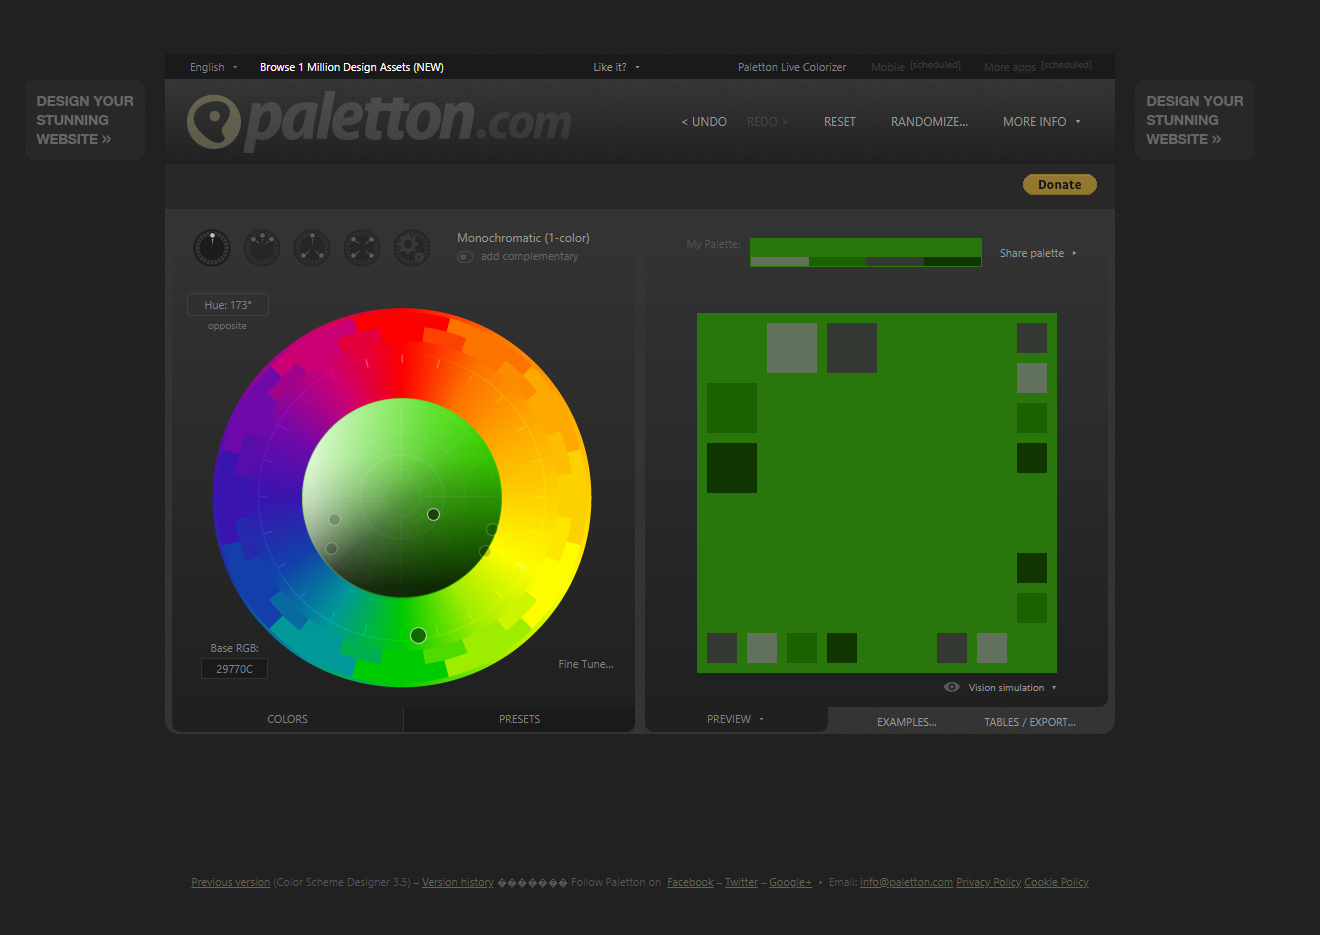 English
Browse 1 Million Design Assets (NEW)
Like it?
Paletton Live Colorizer
Mobile [scheduled]
More apps [scheduled]
DESIGN YOUR
STUNNING
WEBSITE »
paletton.com
< UNDO
REDO >
RESET
RANDOMIZE...
MORE INFO
DESIGN YOUR
STUNNING
WEBSITE »
Donate
Monochromatic (1-color)
add complementary
My Palette:
Share palette
Hue: 173°
opposite
Base RGB:
29770C
Fine Tune...
Vision simulation
COLORS
PRESETS
PREVIEW
EXAMPLES...
TABLES / EXPORT...
Previous version (Color Scheme Designer 3.5) – Version history ������� Follow Paletton on Facebook – Twitter – Google+ • Email: info@paletton.com Privacy Policy Cookie Policy